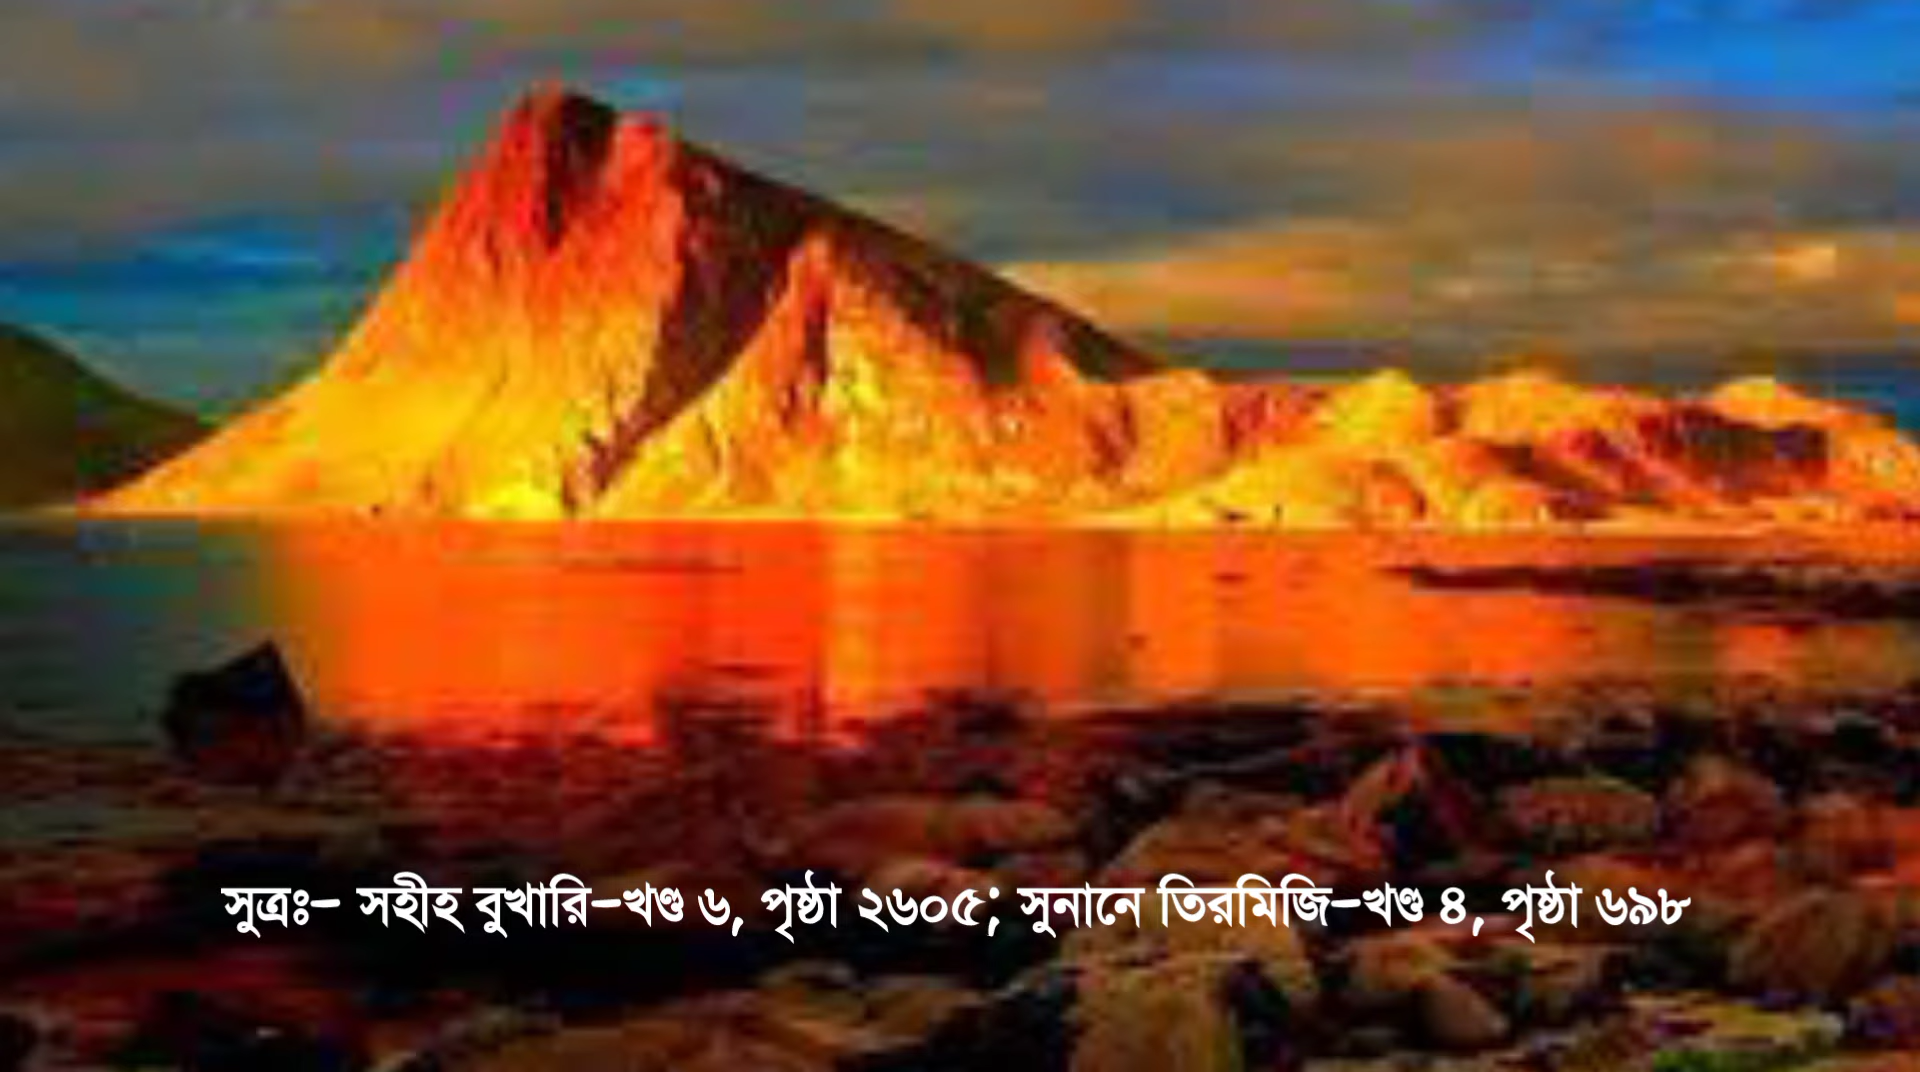 সুত্রঃ- সহীহ বুখারি-খণ্ড ৬, পৃষ্ঠা ২৬০৫; সুনানে তিরমিজি-খণ্ড ৪, পৃষ্ঠা ৬৯৮